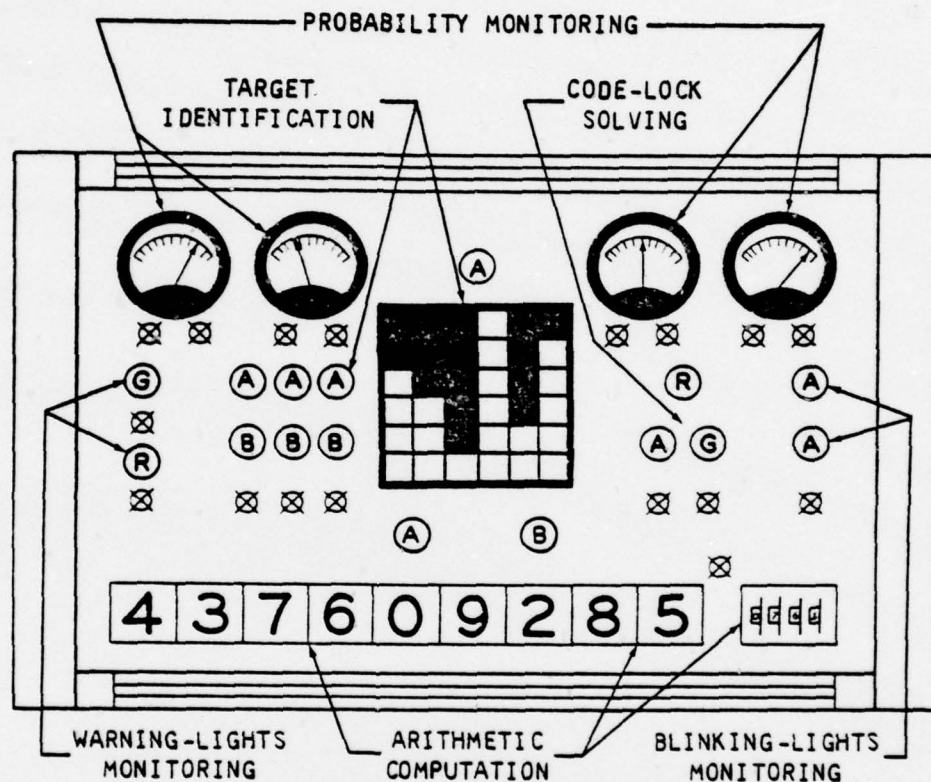 PROBABILITY MONITORING
TARGET
IDENTIFICATION
CODE-LOCK
SOLVING
A
G A A A R A
B B B A G A
R
A B
4 3 7 6 0 9 2 8 5
WARNING-LIGHTS
MONITORING
ARITHMETIC
COMPUTATION
BLINKING-LIGHTS
MONITORING